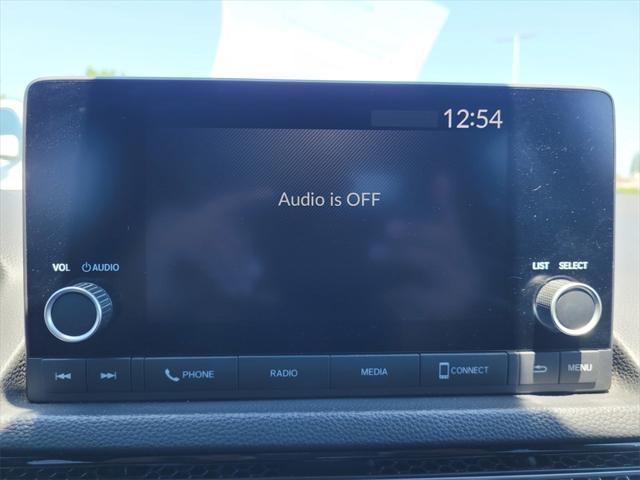 12:54
Audio is OFF
VOL AUDIO
LIST SELECT
PHONE RADIO MEDIA CONNECT MENU